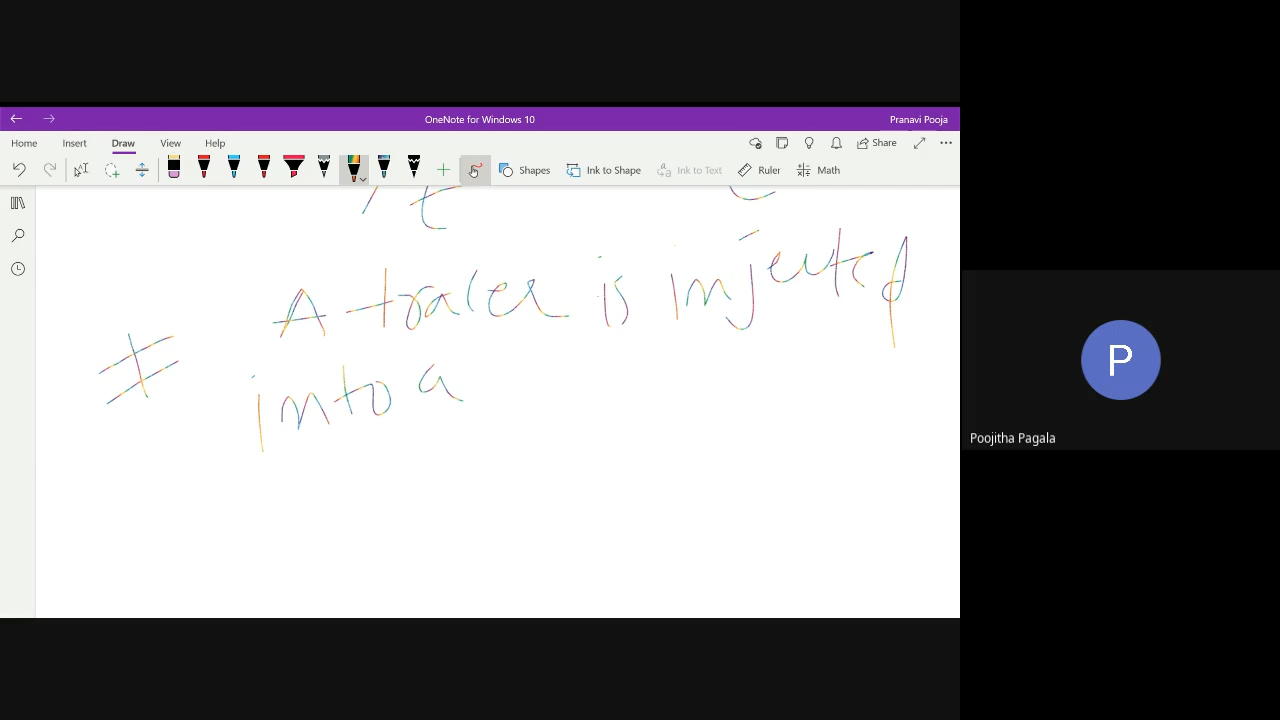 OneNote for Windows 10
Pranavi Pooja
Home Insert Draw View Help
Share
Shapes Ink to Shape Ink to Text Ruler Math
A tracer is injected
# into a
P
Poojitha Pagala